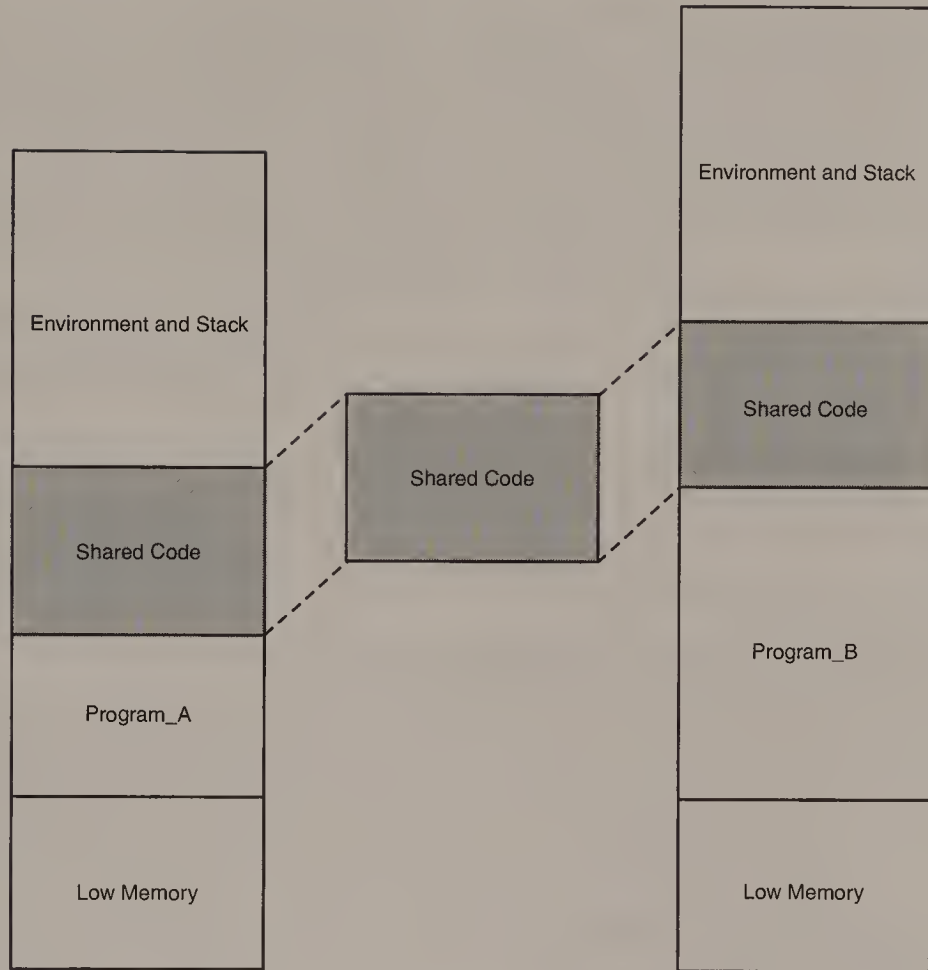 Environment and Stack
Shared Code
Program_A
Low Memory
Shared Code
Environment and Stack
Shared Code
Program_B
Low Memory